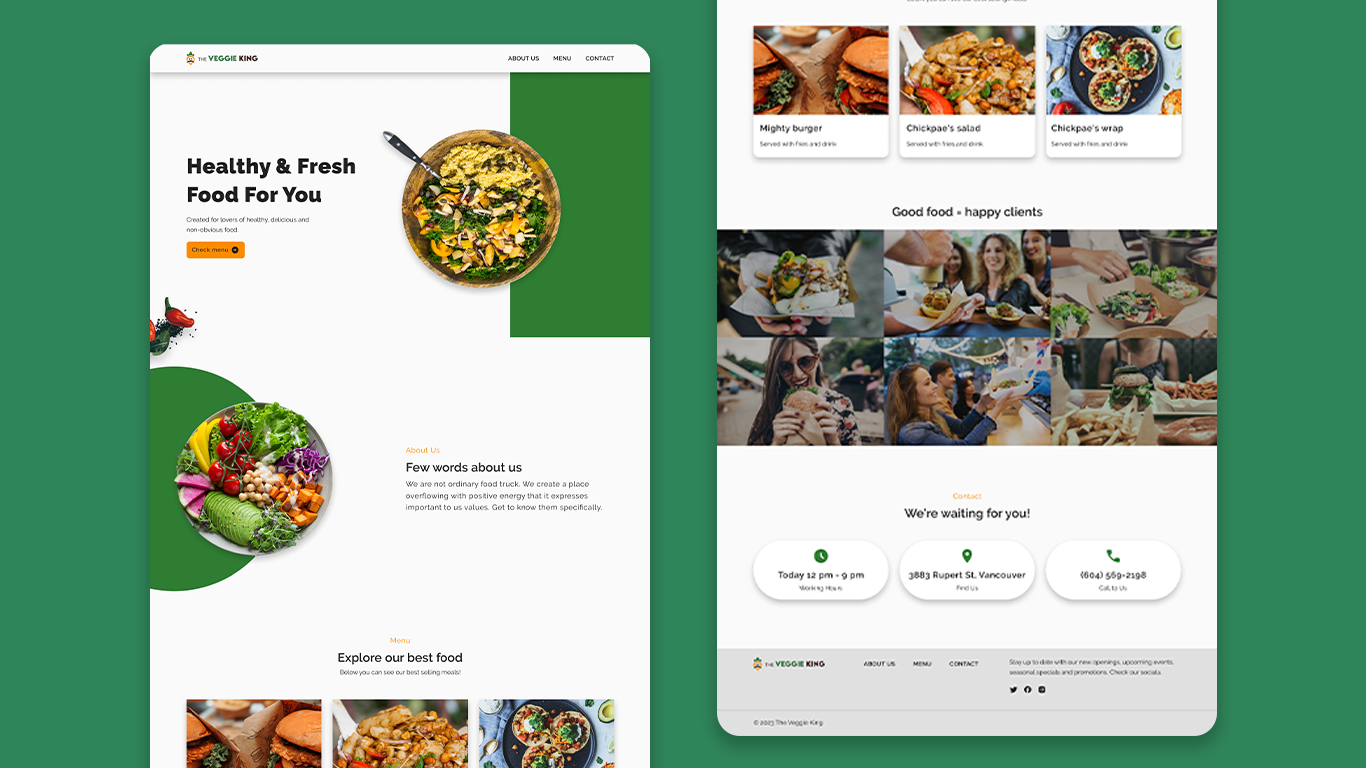 THE VEGGIE KING
ABOUT US MENU CONTACT
Healthy & Fresh
Food For You
Created for lovers of healthy, delicious and
non-obvious food.
Check menu
About Us
Few words about us
We are not ordinary food truck. We create a place
overflowing with positive energy that it expresses
important to us values. Get to know them specifically.
Menu
Explore our best food
Below you can see our best selling meals!
Mighty burger
Served with fries and drink
Chickpae's salad
Served with fries and drink
Chickpae's wrap
Served with fries and drink
Good food = happy clients
Contact
We're waiting for you!
Today 12 pm - 9 pm
Working Hours
3883 Rupert St, Vancouver
Find Us
(604) 569-2198
Call to Us
THE VEGGIE KING
ABOUT US MENU CONTACT
Stay up to date with our new openings, upcoming events,
seasonal specials and promotions. Check our socials.
© 2023 The Veggie King